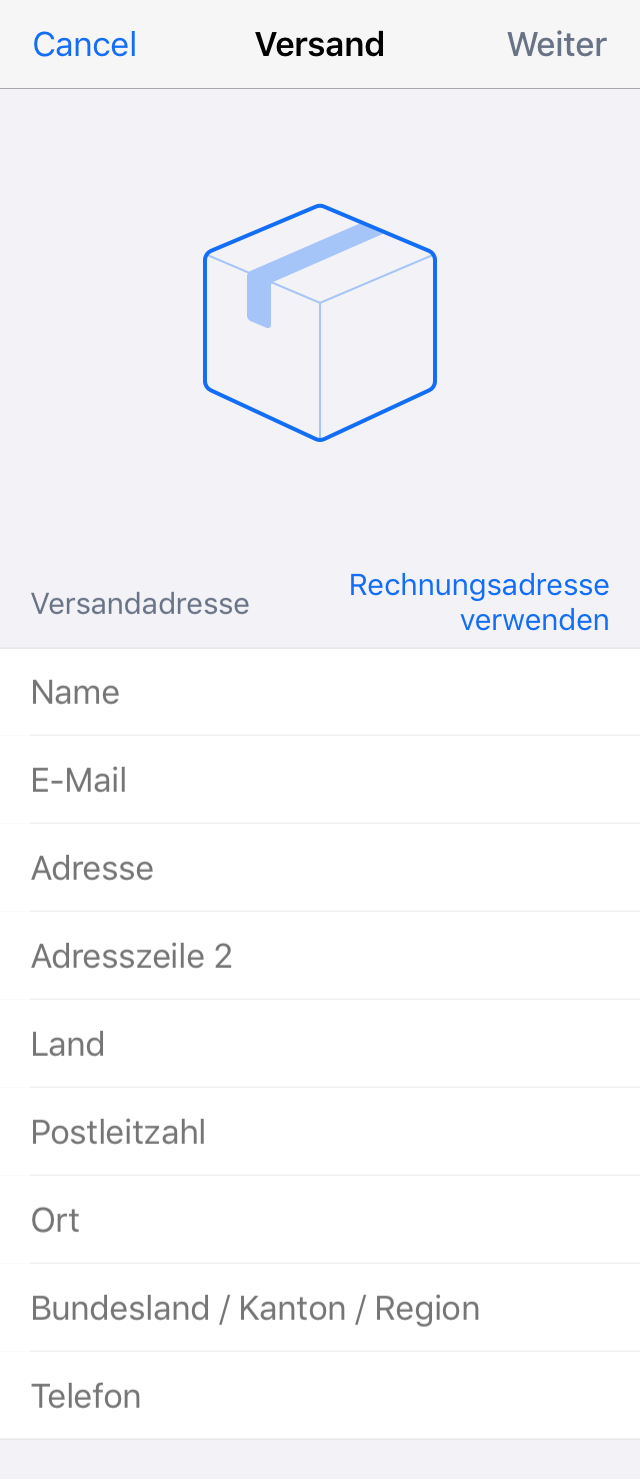 Cancel Versand Weiter
Versandadresse
Rechnungsadresse
verwenden
Name
E-Mail
Adresse
Adresszeile 2
Land
Postleitzahl
Ort
Bundesland / Kanton / Region
Telefon